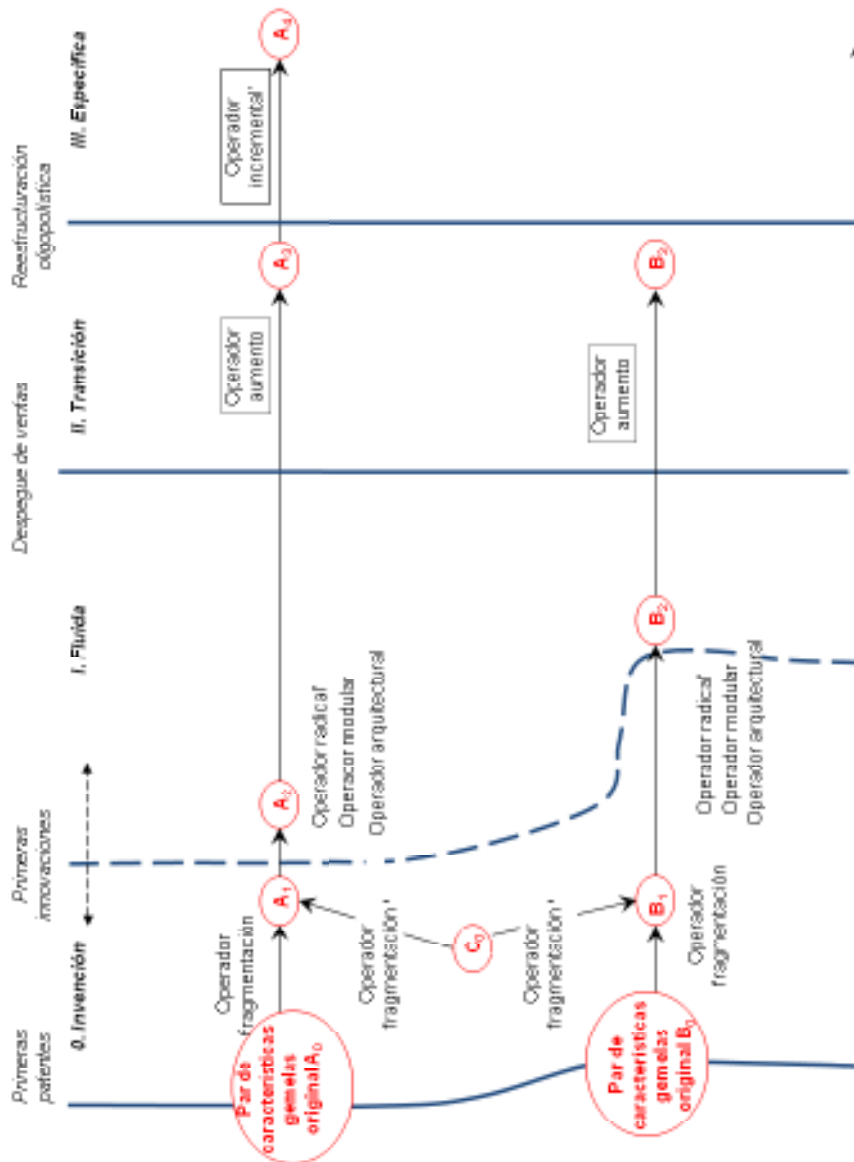 Primeras
patentes
Primeras
innovaciones
Despegue de ventas
Reestructuración
oligopolística
0. Invención
I. Fluida
II. Transición
III. Específica
Par de
características
gemelas
original A₀
Operador
fragmentación
A₁
A₂
Operador radical'
Operador modular
Operador arquitectural
Operador
aumento
A₃
Operador
incremental'
A₄
Operador
fragmentación'
C₀
Operador
fragmentación'
Par de
características
gemelas
original B₀
B₁
Operador
fragmentación
B₂
Operador radical'
Operador modular
Operador arquitectural
Operador
aumento
B₃